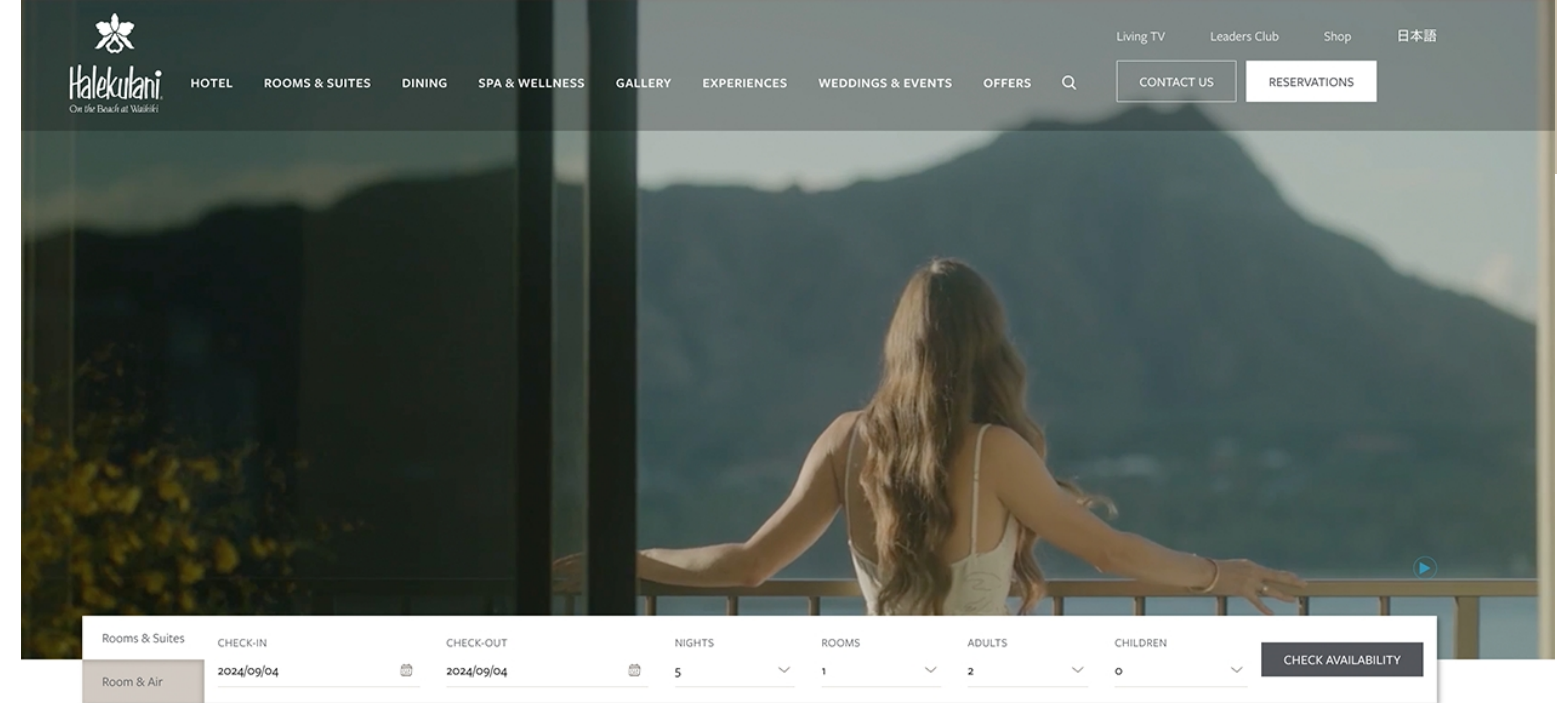 Living TV Leaders Club Shop 日本語
Halekulani
On the Beach at Waikiki
HOTEL ROOMS & SUITES DINING SPA & WELLNESS GALLERY EXPERIENCES WEDDINGS & EVENTS OFFERS CONTACT US RESERVATIONS
Rooms & Suites
Room & Air
CHECK-IN CHECK-OUT NIGHTS ROOMS ADULTS CHILDREN
2024/09/04 2024/09/04 5 1 2 0
CHECK AVAILABILITY